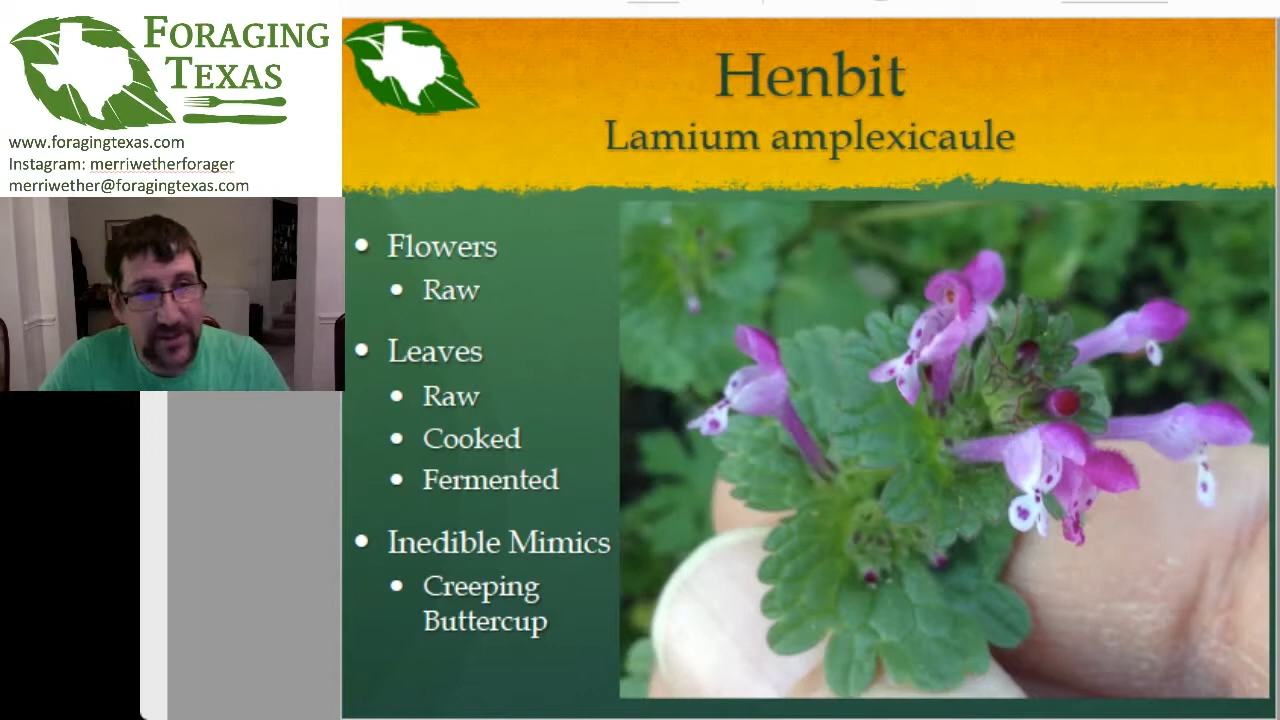 FORAGING
TEXAS
www.foragingtexas.com
Instagram: merriwetherforager
merriwether@foragingtexas.com
Henbit
Lamium amplexicaule
• Flowers
• Raw
• Leaves
• Raw
• Cooked
• Fermented
• Inedible Mimics
• Creeping
Buttercup